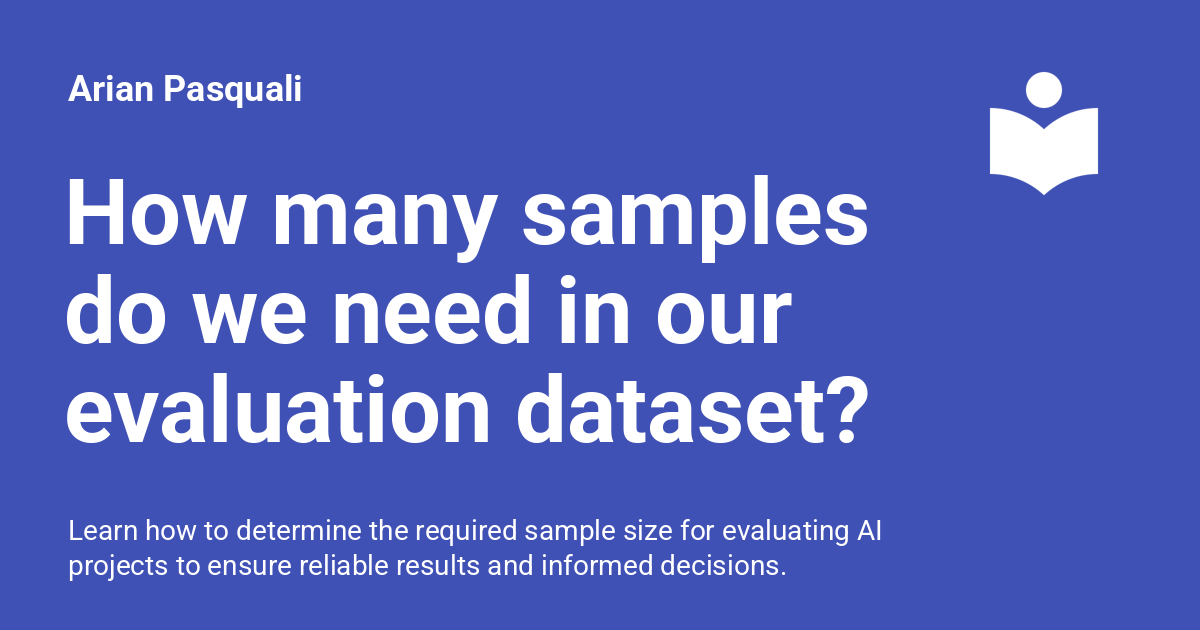 Arian Pasquali
How many samples
do we need in our
evaluation dataset?
Learn how to determine the required sample size for evaluating AI
projects to ensure reliable results and informed decisions.